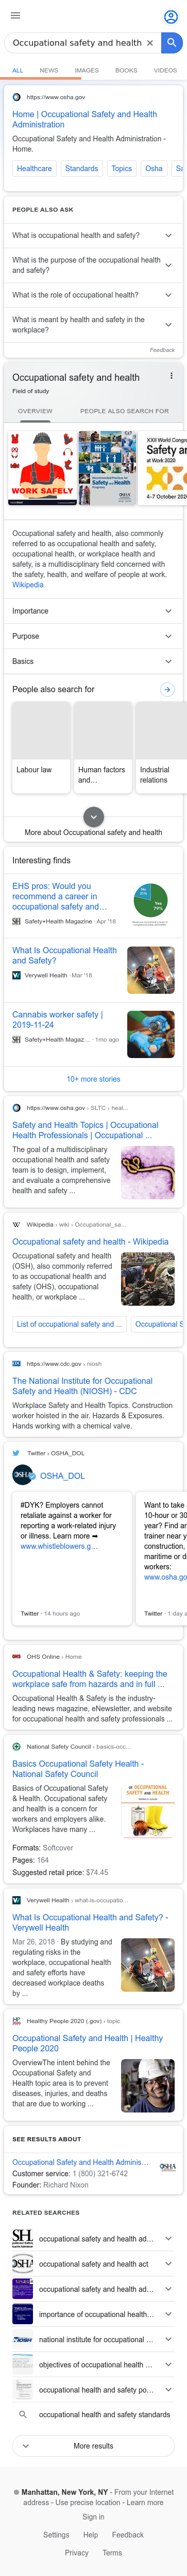 Occupational safety and health
ALL NEWS IMAGES BOOKS VIDEOS
https://www.osha.gov
Home | Occupational Safety and Health
Administration
Occupational Safety and Health Administration -
Home.
Healthcare Standards Topics Osha
PEOPLE ALSO ASK
What is occupational health and safety?
What is the purpose of the occupational health
and safety?
What is the role of occupational health?
What is meant by health and safety in the
workplace?
Feedback
Occupational safety and health
Field of study
OVERVIEW PEOPLE ALSO SEARCH FOR
WORK SAFELY
XXII World Congress
Safety and
at Work 2020
4–7 October 2020
Occupational safety and health, also commonly
referred to as occupational health and safety,
occupational health, or workplace health and
safety, is a multidisciplinary field concerned with
the safety, health, and welfare of people at work.
Wikipedia
Importance
Purpose
Basics
People also search for
Labour law
Human factors
and…
Industrial
relations
More about Occupational safety and health
Interesting finds
EHS pros: Would you
recommend a career in
occupational safety and…
Safety+Health Magazine · Apr '18
Yes
79%
What Is Occupational Health
and Safety?
Verywell Health · Mar '18
Cannabis worker safety |
2019-11-24
Safety+Health Magaz… · 1mo ago
10+ more stories
https://www.osha.gov › SLTC › heal…
Safety and Health Topics | Occupational
Health Professionals | Occupational ...
The goal of a multidisciplinary
occupational health and safety
team is to design, implement,
and evaluate a comprehensive
health and safety ...
Wikipedia › wiki › Occupational_sa…
Occupational safety and health - Wikipedia
Occupational safety and health
(OSH), also commonly referred
to as occupational health and
safety (OHS), occupational
health, or workplace ...
List of occupational safety and ... Occupational S
https://www.cdc.gov › niosh
The National Institute for Occupational
Safety and Health (NIOSH) - CDC
Workplace Safety and Health Topics. Construction
worker hoisted in the air. Hazards & Exposures.
Hands working with a chemical valve.
Twitter › OSHA_DOL
OSHA_DOL
#DYK? Employers cannot
retaliate against a worker for
reporting a work-related injury
or illness. Learn more ➡
www.whistleblowers.g…
Twitter · 14 hours ago
Want to take a
10-hour or 30
year? Find an
trainer near y
construction,
maritime or d
workers:
www.osha.go
Twitter · 1 day a
OHS Online › Home
Occupational Health & Safety: keeping the
workplace safe from hazards and in full ...
Occupational Health & Safety is the industry-
leading news magazine, eNewsletter, and website
for occupational health and safety professionals ...
National Safety Council › basics-occ…
Basics Occupational Safety Health -
National Safety Council
Basics of Occupational Safety
& Health. Occupational safety
and health is a concern for
workers and employers alike.
Workplaces have many ...
OCCUPATIONAL
SAFETY AND HEALTH
Formats: Softcover
Pages: 164
Suggested retail price: $74.45
Verywell Health › what-is-occupatio…
What Is Occupational Health and Safety? -
Verywell Health
Mar 26, 2018 · By studying and
regulating risks in the
workplace, occupational health
and safety efforts have
decreased workplace deaths
by ...
Healthy People 2020 (.gov) › topic
Occupational Safety and Health | Healthy
People 2020
OverviewThe intent behind the
Occupational Safety and
Health topic area is to prevent
diseases, injuries, and deaths
that are due to working ...
SEE RESULTS ABOUT
Occupational Safety and Health Adminis…
Customer service: 1 (800) 321-6742
Founder: Richard Nixon
OSHA
RELATED SEARCHES
occupational safety and health ad…
occupational safety and health act
occupational safety and health ad…
importance of occupational health…
national institute for occupational …
objectives of occupational health …
occupational health and safety po…
occupational health and safety standards
More results
Manhattan, New York, NY - From your Internet
address - Use precise location - Learn more
Sign in
Settings Help Feedback
Privacy Terms